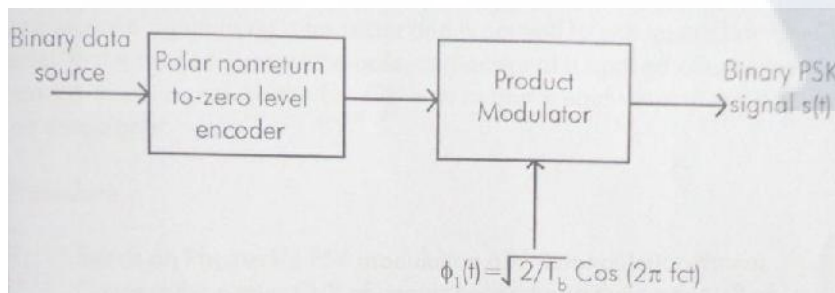 Binary data
source
Polar nonreturn
to-zero level
encoder
Product
Modulator
Binary PSK
signal s(t)
ϕ₁(t)=√2/T_b Cos (2π fct)